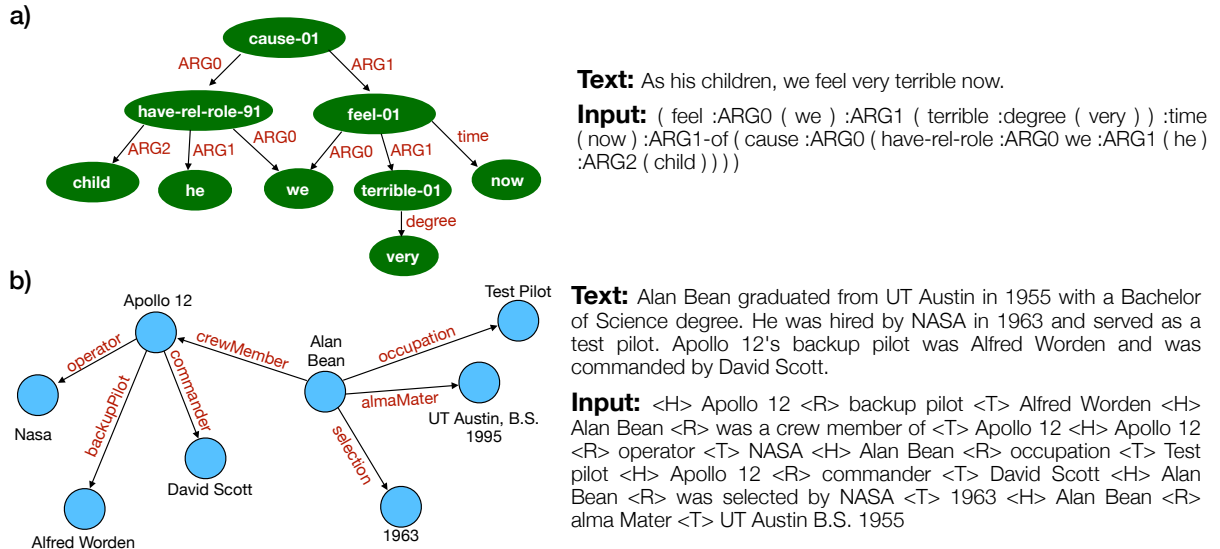 a)
cause-01
ARG0
ARG1
have-rel-role-91
feel-01
ARG2
ARG1
ARG0
ARG0
ARG1
time
child
he
we
terrible-01
now
degree
very
Text: As his children, we feel very terrible now.
Input: ( feel :ARG0 ( we ) :ARG1 ( terrible :degree ( very ) ) :time
( now ) :ARG1-of ( cause :ARG0 ( have-rel-role :ARG0 we :ARG1 ( he )
:ARG2 ( child ) ) ) )
b)
Apollo 12
Test Pilot
operator
crewMember
Alan
Bean
occupation
commander
backupPilot
almaMater
Nasa
UT Austin, B.S.
1995
selection
David Scott
Alfred Worden
1963
Text: Alan Bean graduated from UT Austin in 1955 with a Bachelor
of Science degree. He was hired by NASA in 1963 and served as a
test pilot. Apollo 12's backup pilot was Alfred Worden and was
commanded by David Scott.
Input: <H> Apollo 12 <R> backup pilot <T> Alfred Worden <H>
Alan Bean <R> was a crew member of <T> Apollo 12 <H> Apollo 12
<R> operator <T> NASA <H> Alan Bean <R> occupation <T> Test
pilot <H> Apollo 12 <R> commander <T> David Scott <H> Alan
Bean <R> was selected by NASA <T> 1963 <H> Alan Bean <R>
alma Mater <T> UT Austin B.S. 1955